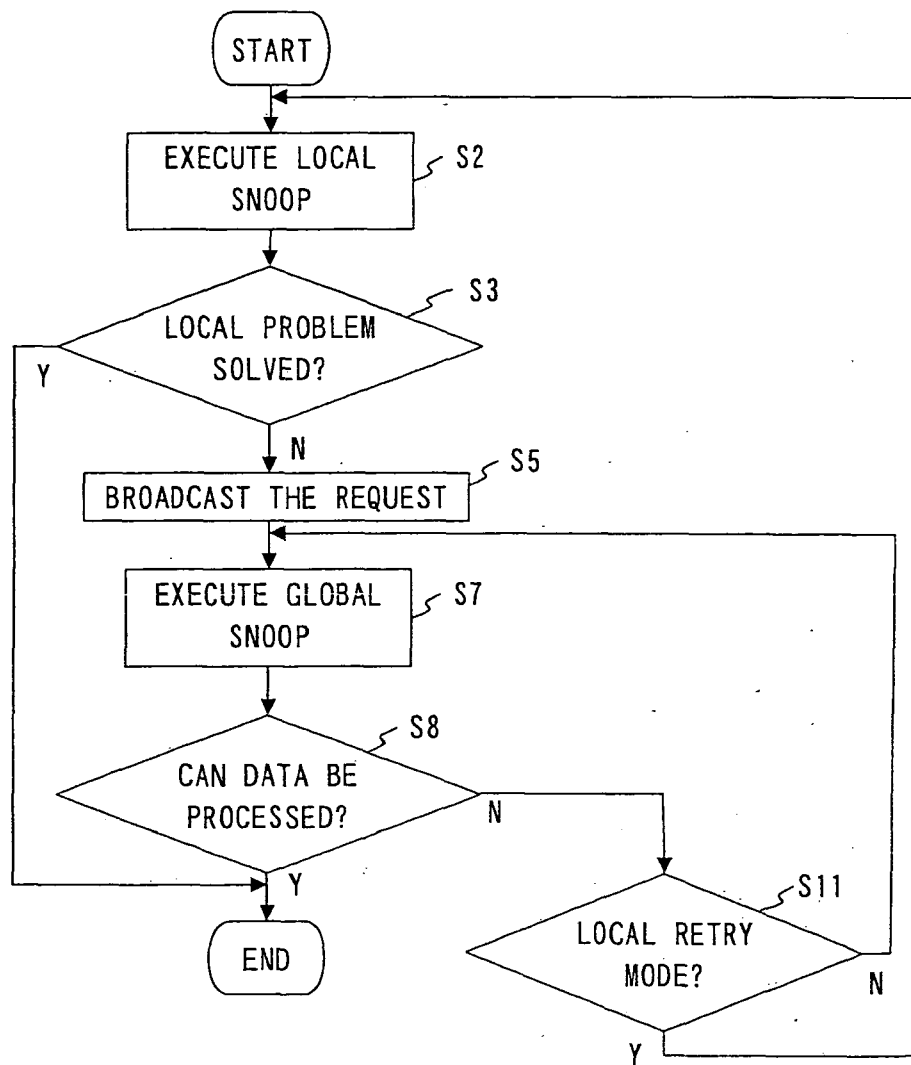 START
EXECUTE LOCAL
SNOOP
S2
LOCAL PROBLEM
SOLVED?
S3
Y
N
BROADCAST THE REQUEST
S5
EXECUTE GLOBAL
SNOOP
S7
CAN DATA BE
PROCESSED?
S8
N
Y
LOCAL RETRY
MODE?
S11
N
Y
END